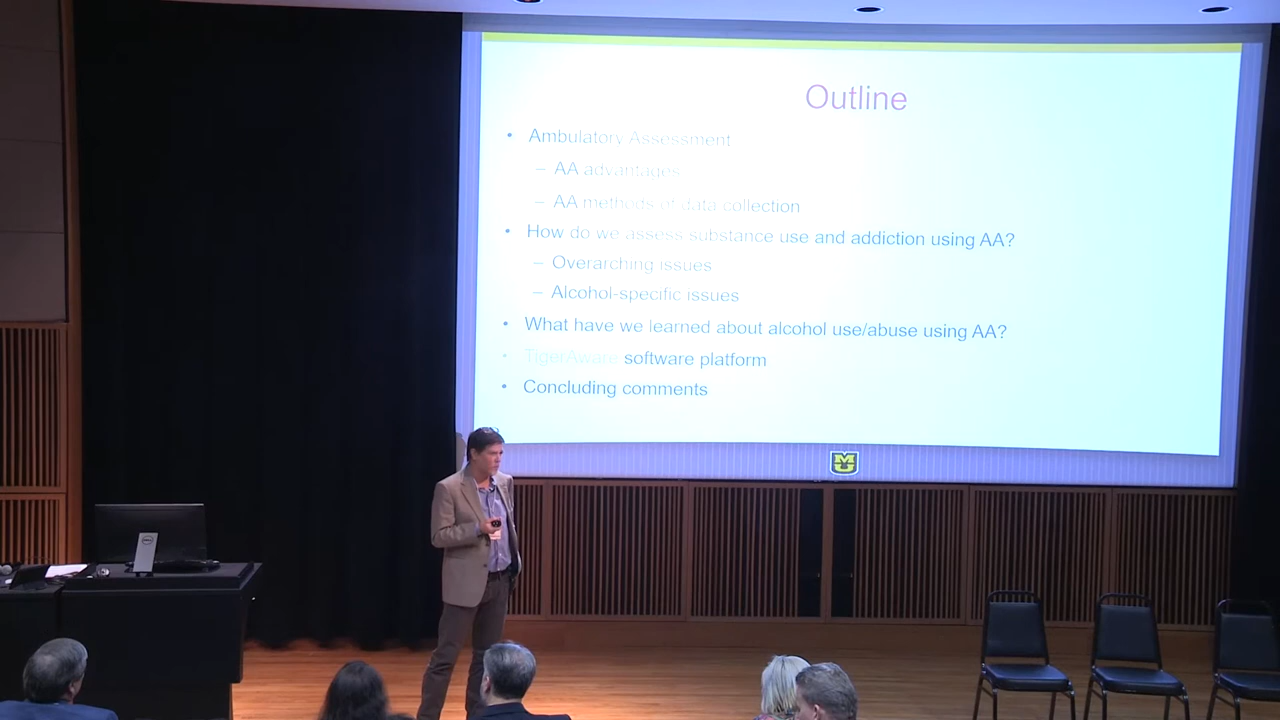 Outline
• Ambulatory Assessment
– AA advantages
– AA methods of data collection
• How do we assess substance use and addiction using AA?
– Overarching issues
– Alcohol-specific issues
• What have we learned about alcohol use/abuse using AA?
• TigerAware software platform
• Concluding comments
MU
DELL